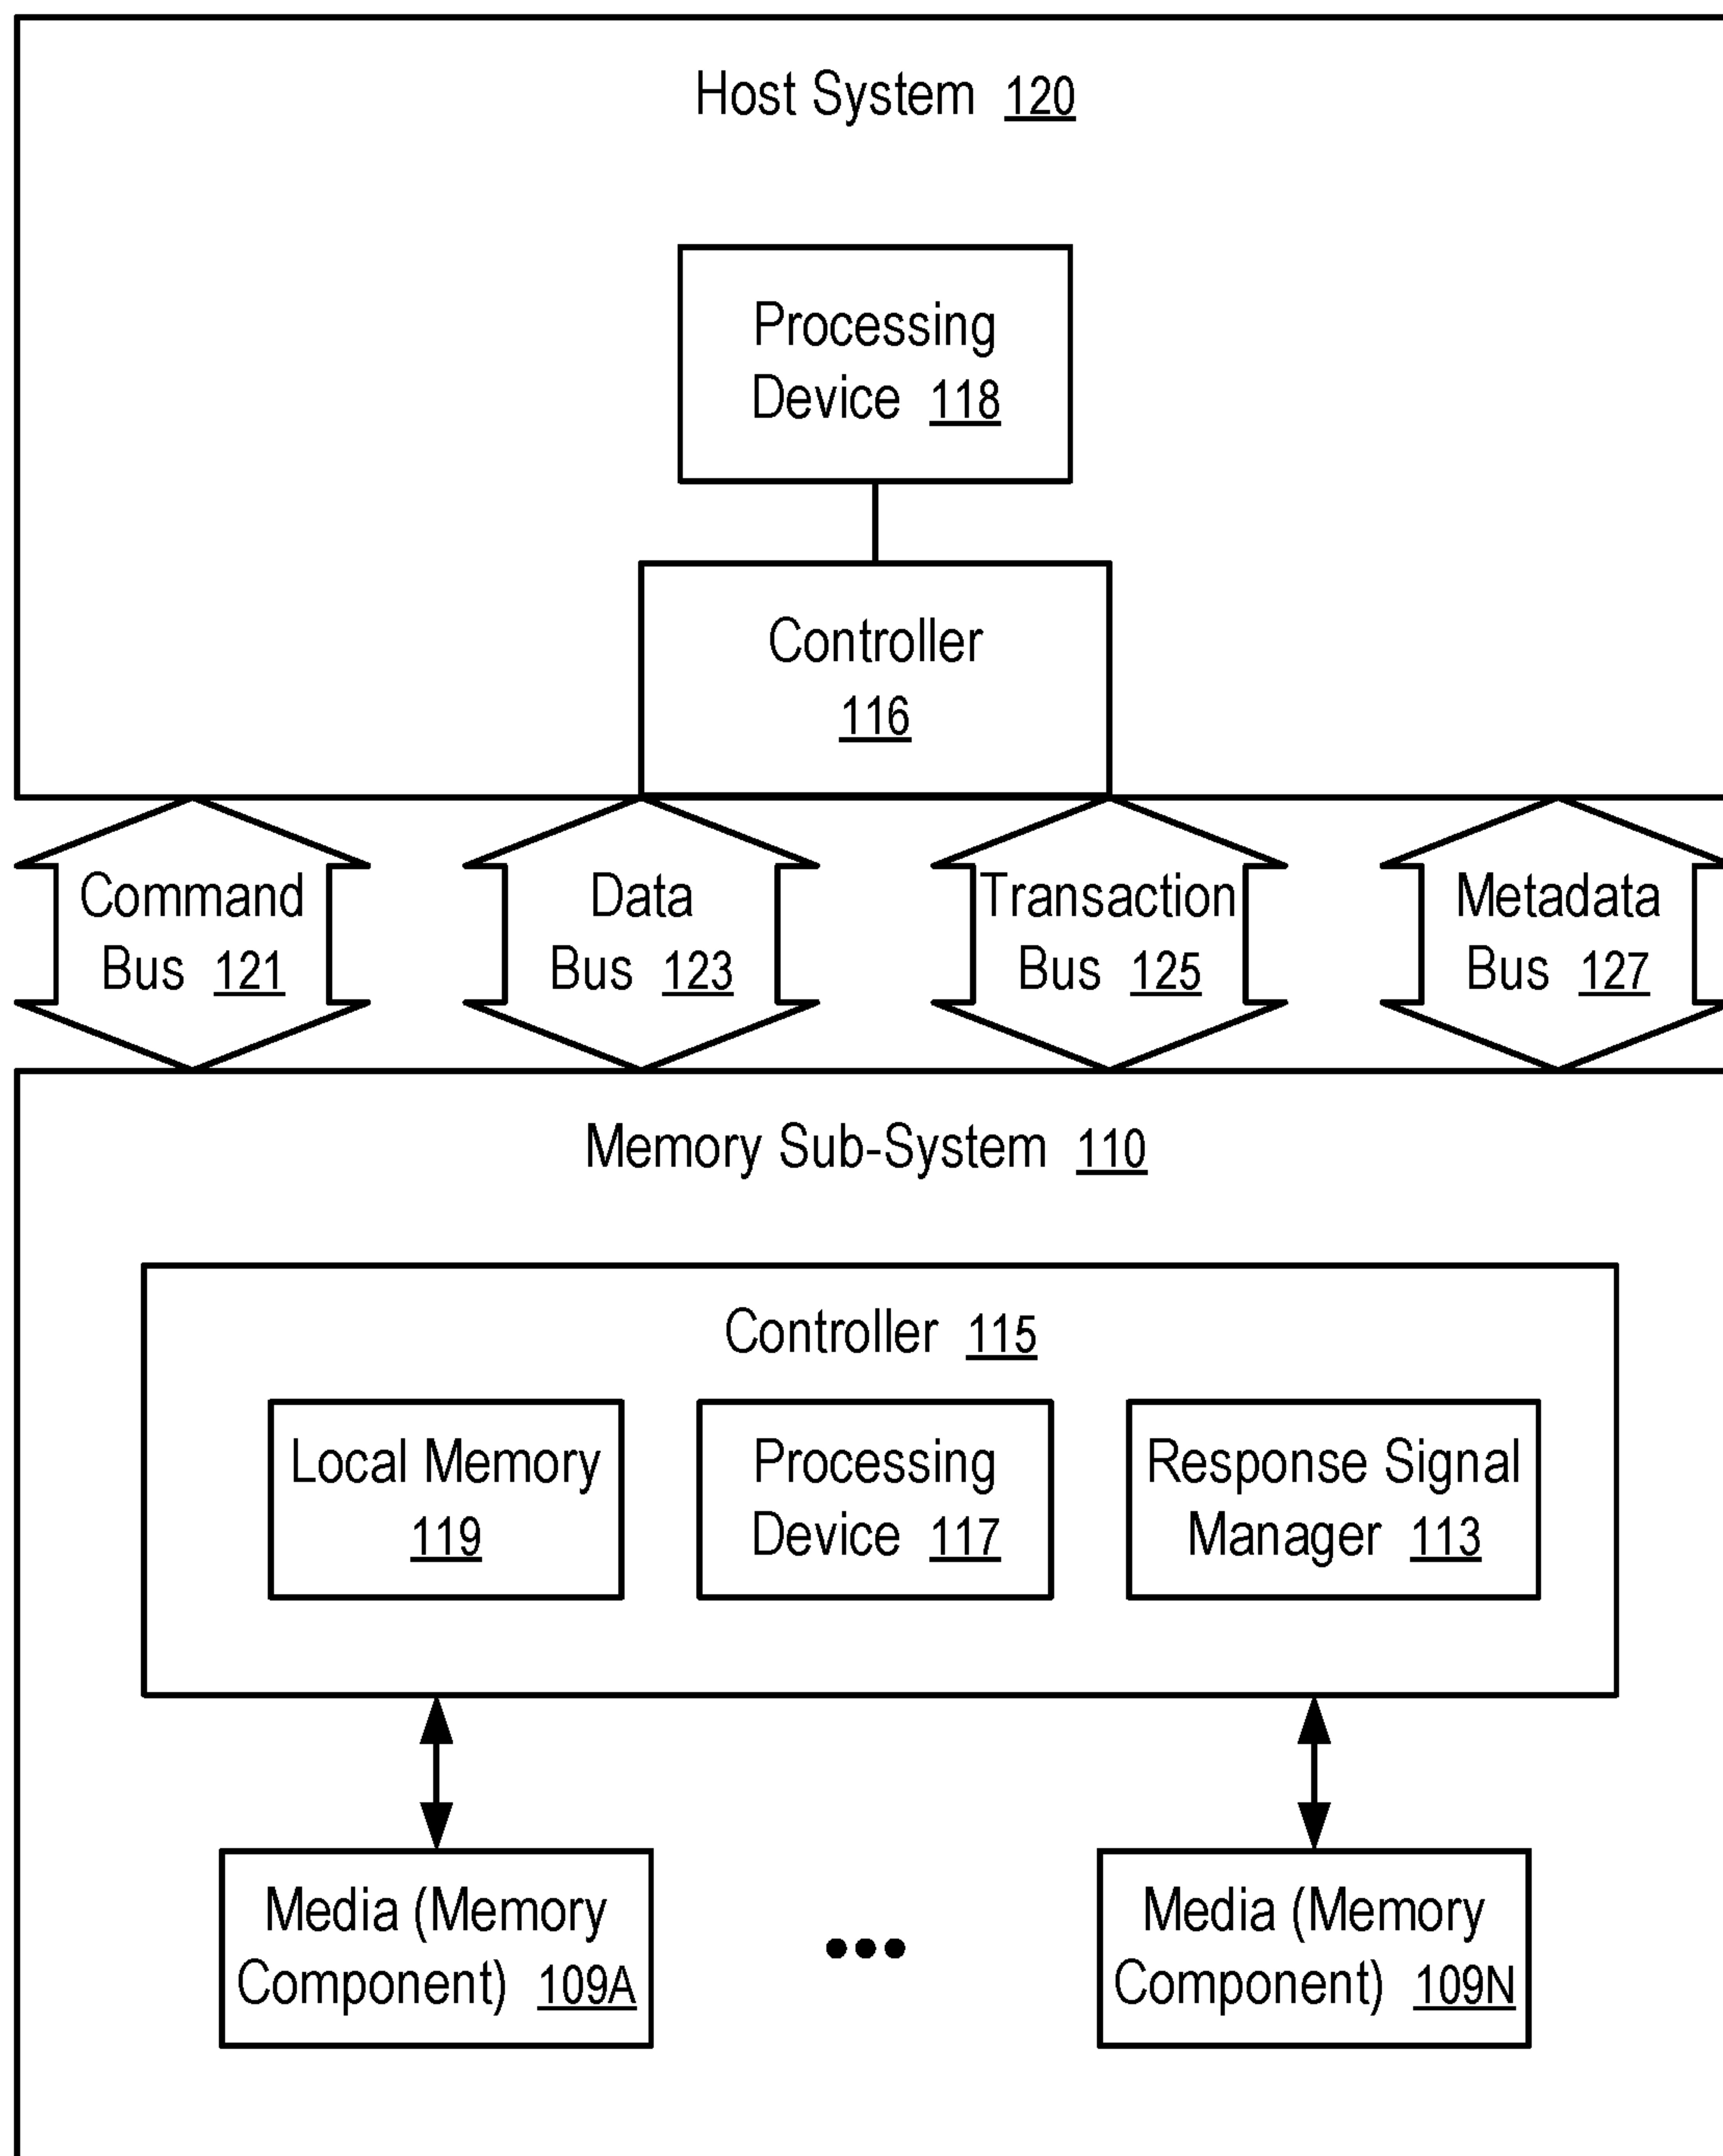 Host System 120
Processing
Device 118
Controller
116
Command
Bus 121
Data
Bus 123
Transaction
Bus 125
Metadata
Bus 127
Memory Sub-System 110
Controller 115
Local Memory
119
Processing
Device 117
Response Signal
Manager 113
Media (Memory
Component) 109A
Media (Memory
Component) 109N